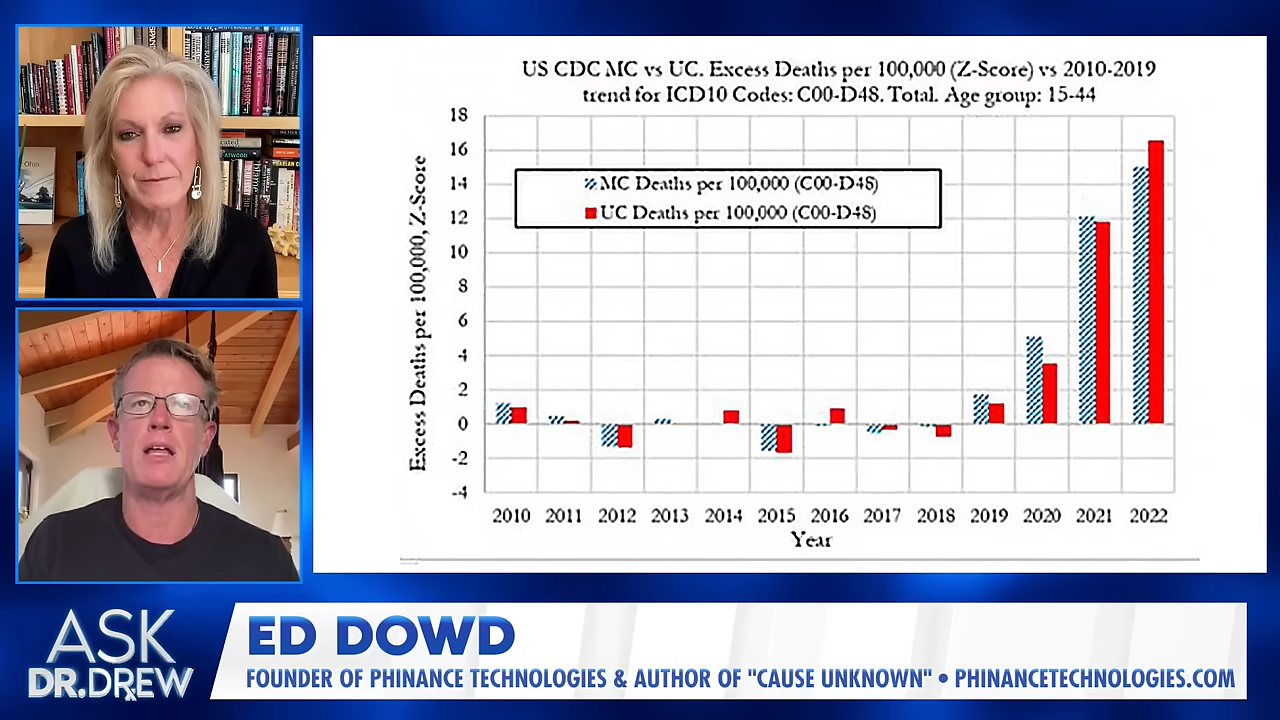 Ohio
ATWOOD
US CDC MC vs UC. Excess Deaths per 100,000 (Z-Score) vs 2010-2019
trend for ICD10 Codes: C00-D48. Total. Age group: 15-44
Excess Deaths per 100,000, Z-Score
18
16
14
12
10
8
6
4
2
0
-2
-4
MC Deaths per 100,000 (C00-D48)
UC Deaths per 100,000 (C00-D48)
2010 2011 2012 2013 2014 2015 2016 2017 2018 2019 2020 2021 2022
Year
ASK
DR. DREW
ED DOWD
FOUNDER OF PHINANCE TECHNOLOGIES & AUTHOR OF "CAUSE UNKNOWN" • PHINANCETECHNOLOGIES.COM